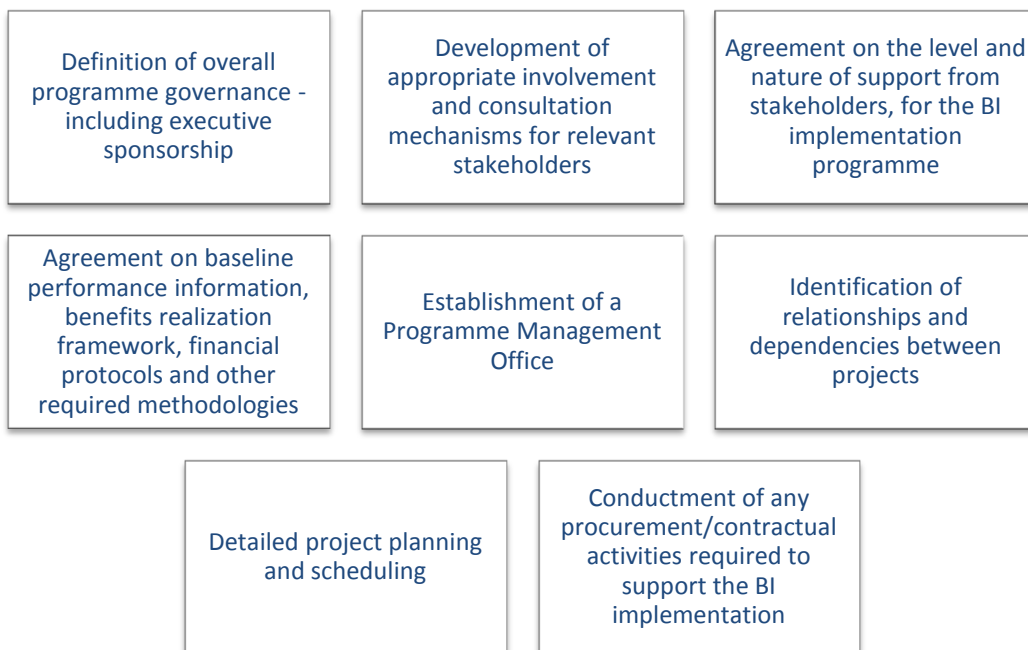 Definition of overall
programme governance -
including executive
sponsorship
Development of
appropriate involvement
and consultation
mechanisms for relevant
stakeholders
Agreement on the level and
nature of support from
stakeholders, for the BI
implementation
programme
Agreement on baseline
performance information,
benefits realization
framework, financial
protocols and other
required methodologies
Establishment of a
Programme Management
Office
Identification of
relationships and
dependencies between
projects
Detailed project planning
and scheduling
Conductment of any
procurement/contractual
activities required to
support the BI
implementation